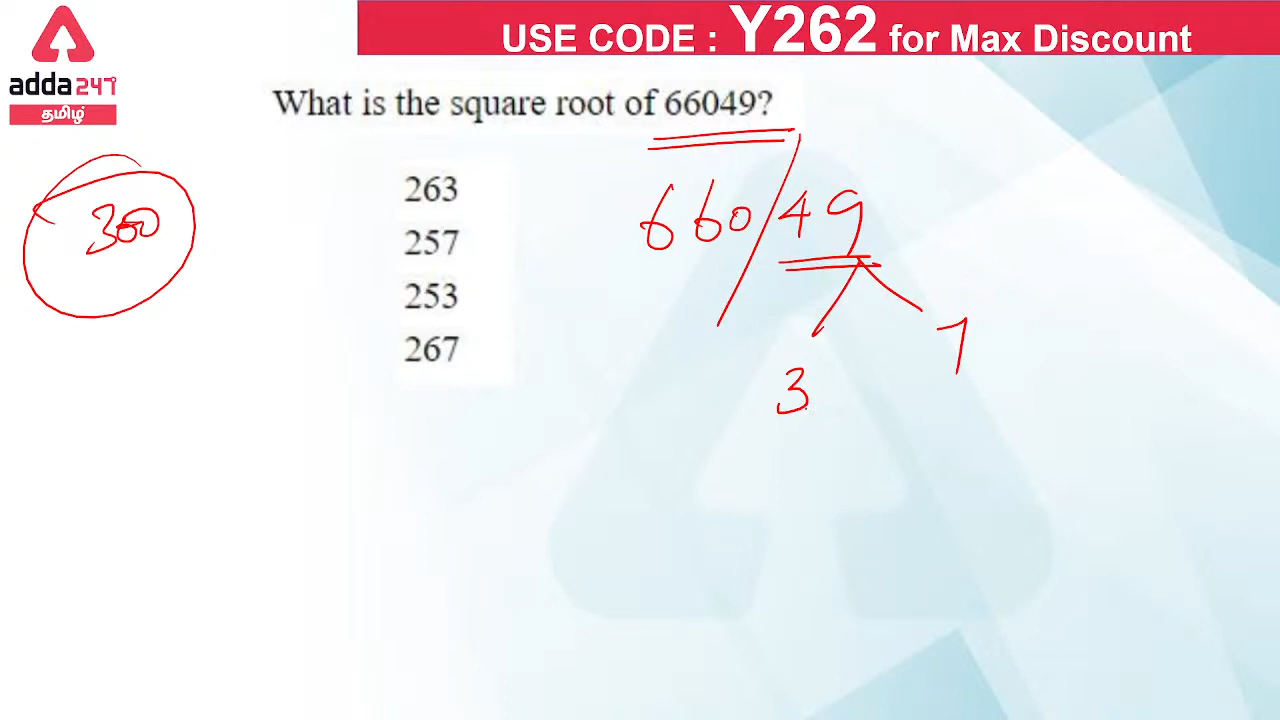 USE CODE : Y262 for Max Discount
adda247
தமிழ்
What is the square root of 66049?
263
257
253
267
360
660/49
3
7